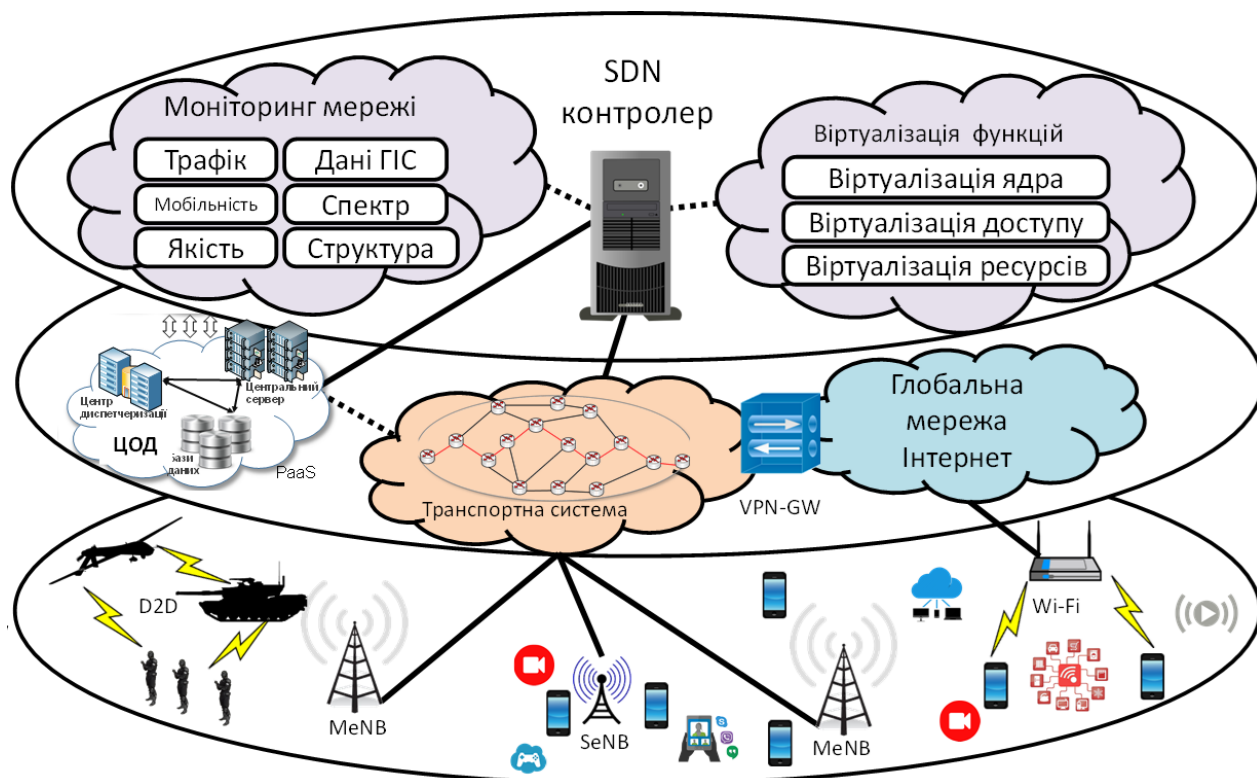 SDN
контролер
Моніторинг мережі
Трафік
Дані ГІС
Мобільність
Спектр
Якість
Структура
Віртуалізація функцій
Віртуалізація ядра
Віртуалізація доступу
Віртуалізація ресурсів
Центральний
сервер
Центр
диспетчеризації
ЦОД
бази
даних
PaaS
Транспортна система
VPN-GW
Глобальна
мережа
Інтернет
D2D
MeNB
SeNB
MeNB
Wi-Fi